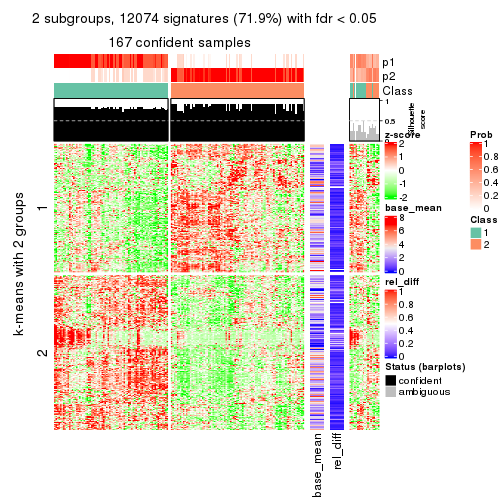 2 subgroups, 12074 signatures (71.9%) with fdr < 0.05
167 confident samples
p1
p2
Class
1
0.5
0
Silhouette
score
k-means with 2 groups
1
2
base_mean
rel_diff
z-score
2
1
0
-1
-2
base_mean
8
6
4
2
0
rel_diff
1
0.8
0.6
0.4
0.2
0
Status (barplots)
confident
ambiguous
Prob
1
0.8
0.6
0.4
0.2
0
Class
1
2